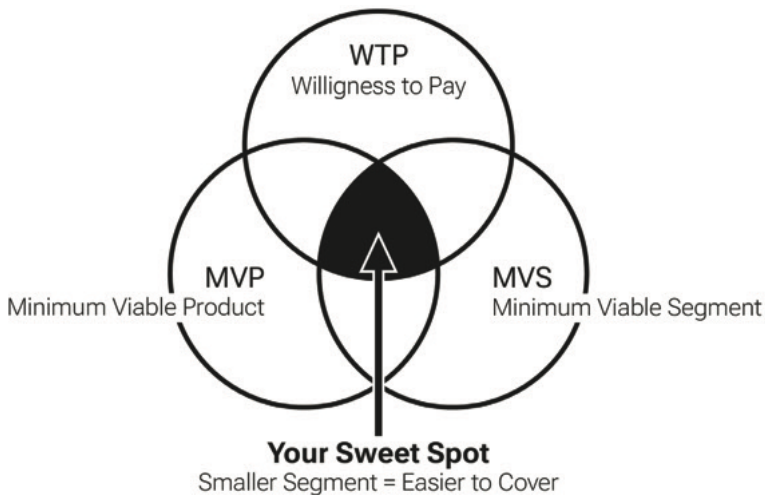 WTP
Willigness to Pay
MVP
Minimum Viable Product
MVS
Minimum Viable Segment
Your Sweet Spot
Smaller Segment = Easier to Cover